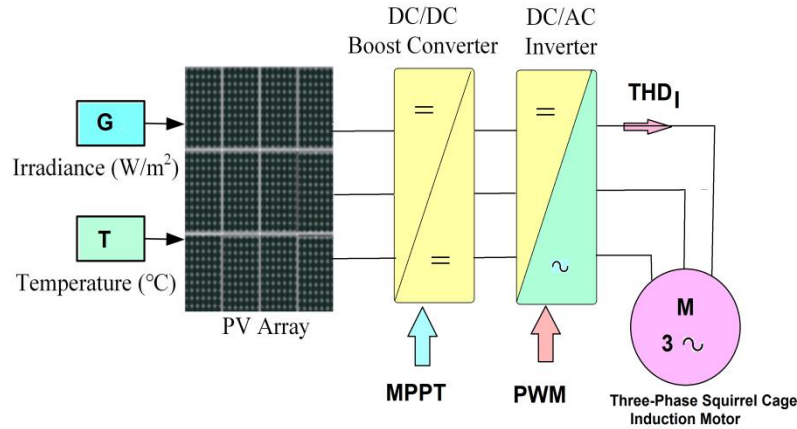 DC/DC
Boost Converter
DC/AC
Inverter
THDI
G
Irradiance (W/m²)
T
Temperature (°C)
PV Array
MPPT
PWM
M
3 ~
Three-Phase Squirrel Cage
Induction Motor